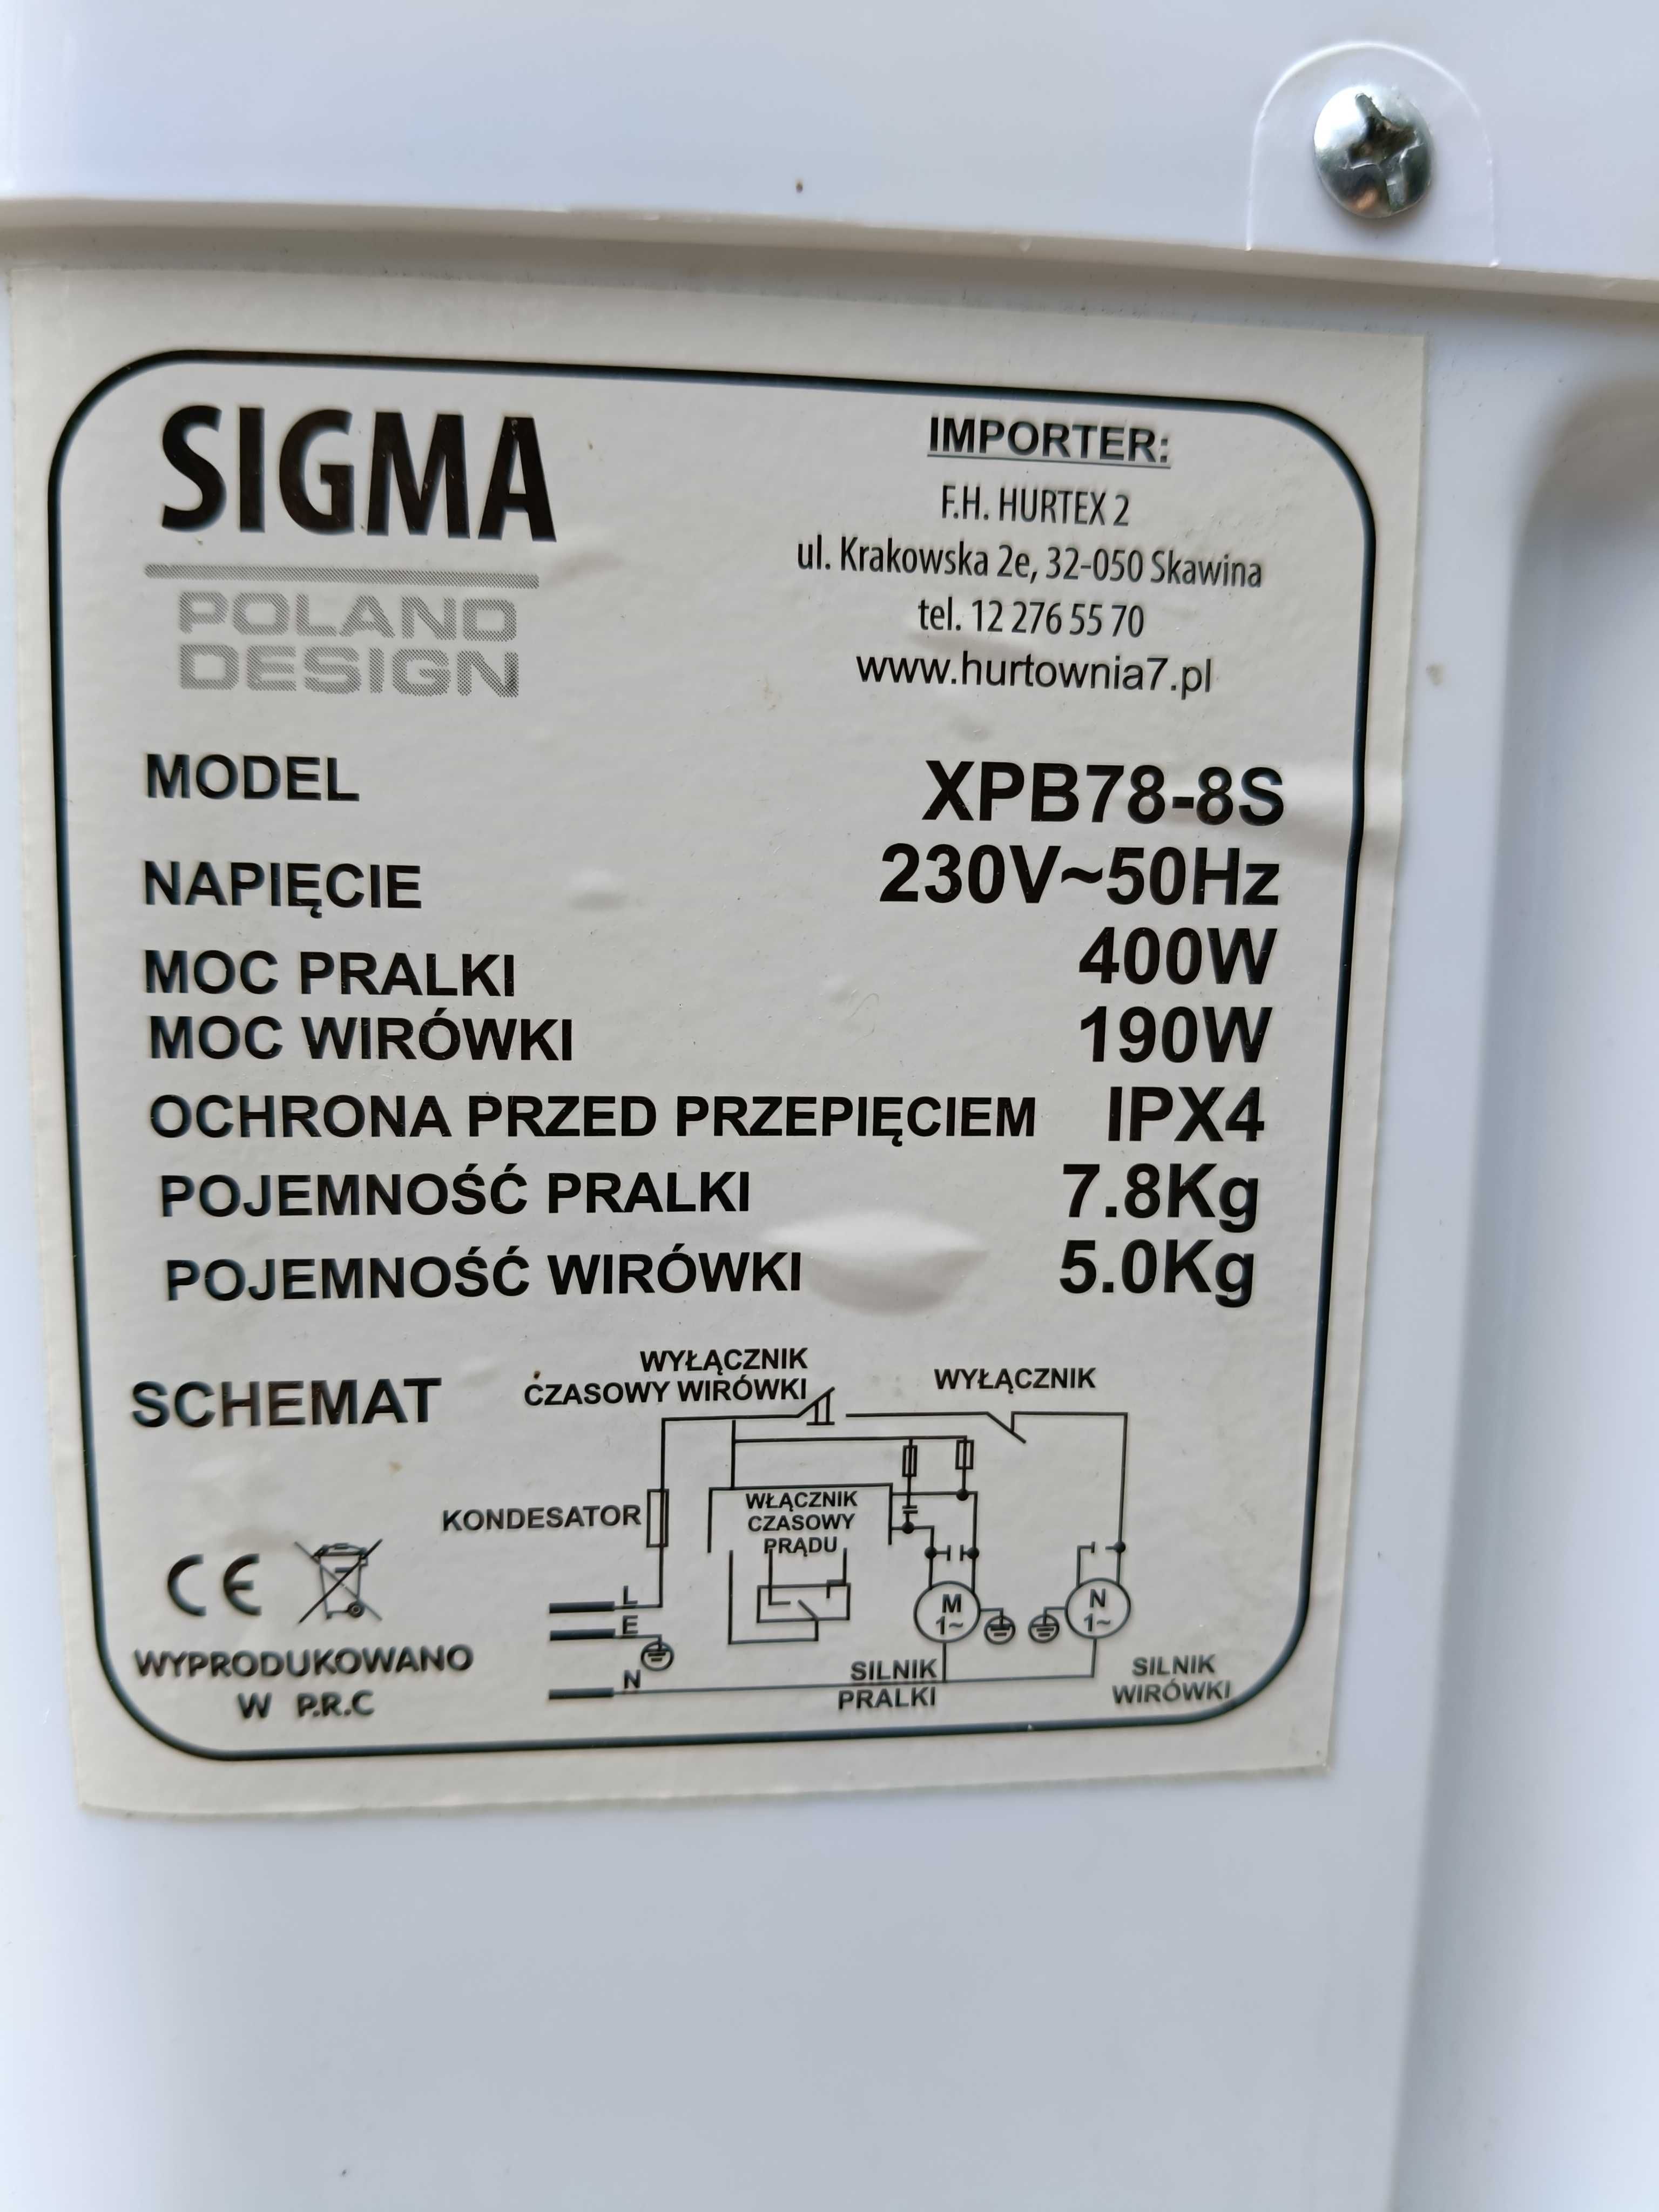 SIGMA
POLAND
DESIGN
IMPORTER:
F.H. HURTEX 2
ul. Krakowska 2e, 32-050 Skawina
tel. 12 276 55 70
www.hurtownia7.pl
MODEL XPB78-8S
NAPIĘCIE 230V~50Hz
MOC PRALKI 400W
MOC WIRÓWKI 190W
OCHRONA PRZED PRZEPIĘCIEM IPX4
POJEMNOŚĆ PRALKI 7.8Kg
POJEMNOŚĆ WIRÓWKI 5.0Kg
SCHEMAT
WYŁĄCZNIK
CZASOWY WIRÓWKI
WYŁĄCZNIK
KONDESATOR
WŁĄCZNIK
CZASOWY
PRĄDU
L
E
N
M
1~
N
1~
SILNIK
PRALKI
SILNIK
WIRÓWKI
CE
WYPRODUKOWANO
W P.R.C